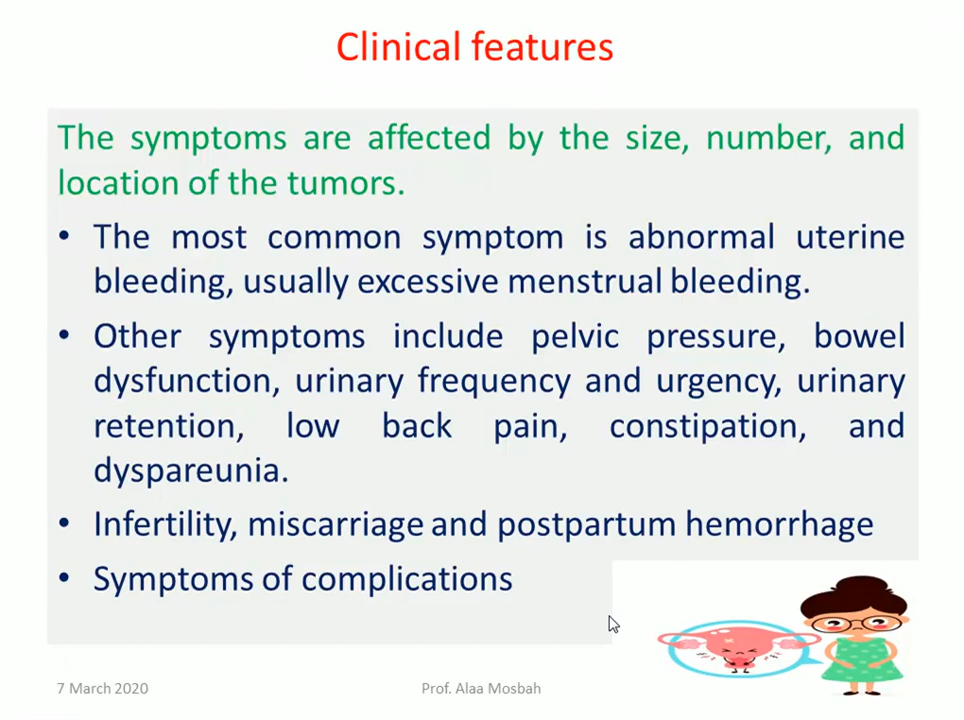 Clinical features
The symptoms are affected by the size, number, and
location of the tumors.
• The most common symptom is abnormal uterine
bleeding, usually excessive menstrual bleeding.
• Other symptoms include pelvic pressure, bowel
dysfunction, urinary frequency and urgency, urinary
retention, low back pain, constipation, and
dyspareunia.
• Infertility, miscarriage and postpartum hemorrhage
• Symptoms of complications
7 March 2020
Prof. Alaa Mosbah